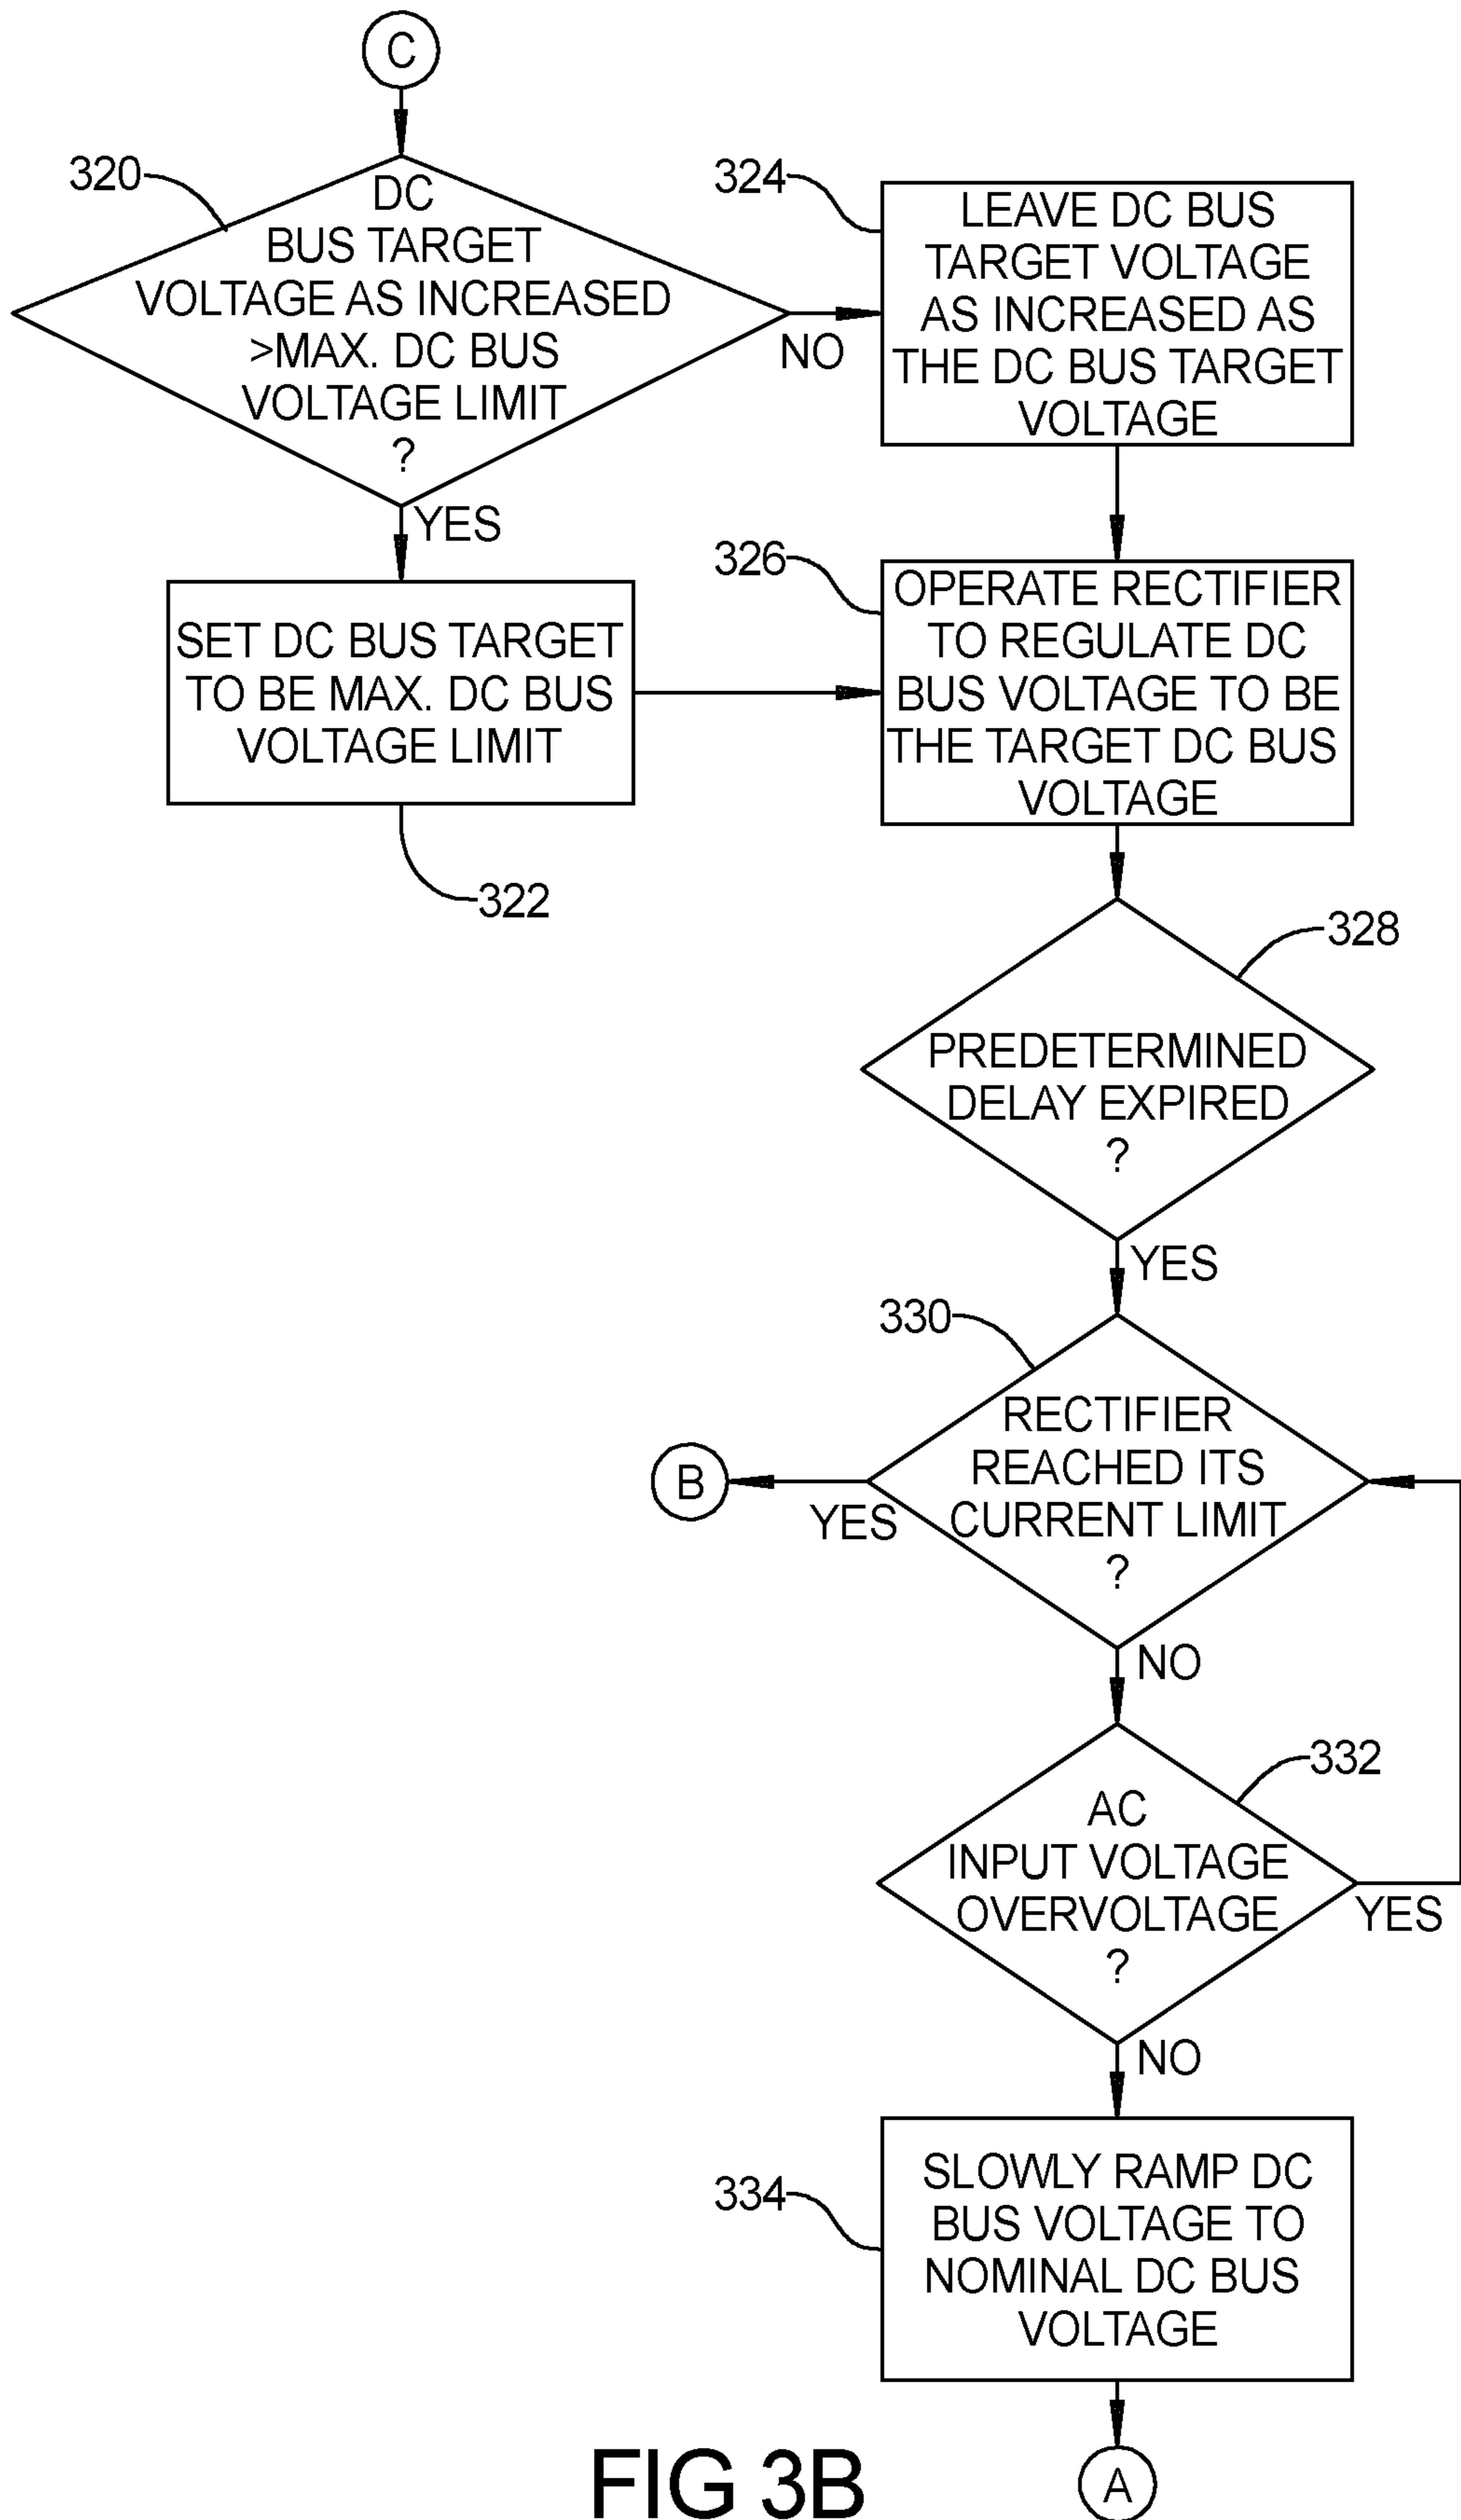 C
320
DC
BUS TARGET
VOLTAGE AS INCREASED
>MAX. DC BUS
VOLTAGE LIMIT
?
NO
YES
324
LEAVE DC BUS
TARGET VOLTAGE
AS INCREASED AS
THE DC BUS TARGET
VOLTAGE
SET DC BUS TARGET
TO BE MAX. DC BUS
VOLTAGE LIMIT
322
326
OPERATE RECTIFIER
TO REGULATE DC
BUS VOLTAGE TO BE
THE TARGET DC BUS
VOLTAGE
328
PREDETERMINED
DELAY EXPIRED
?
YES
330
RECTIFIER
REACHED ITS
CURRENT LIMIT
?
B
YES
NO
332
AC
INPUT VOLTAGE
OVERVOLTAGE
?
YES
NO
334
SLOWLY RAMP DC
BUS VOLTAGE TO
NOMINAL DC BUS
VOLTAGE
A
FIG 3B